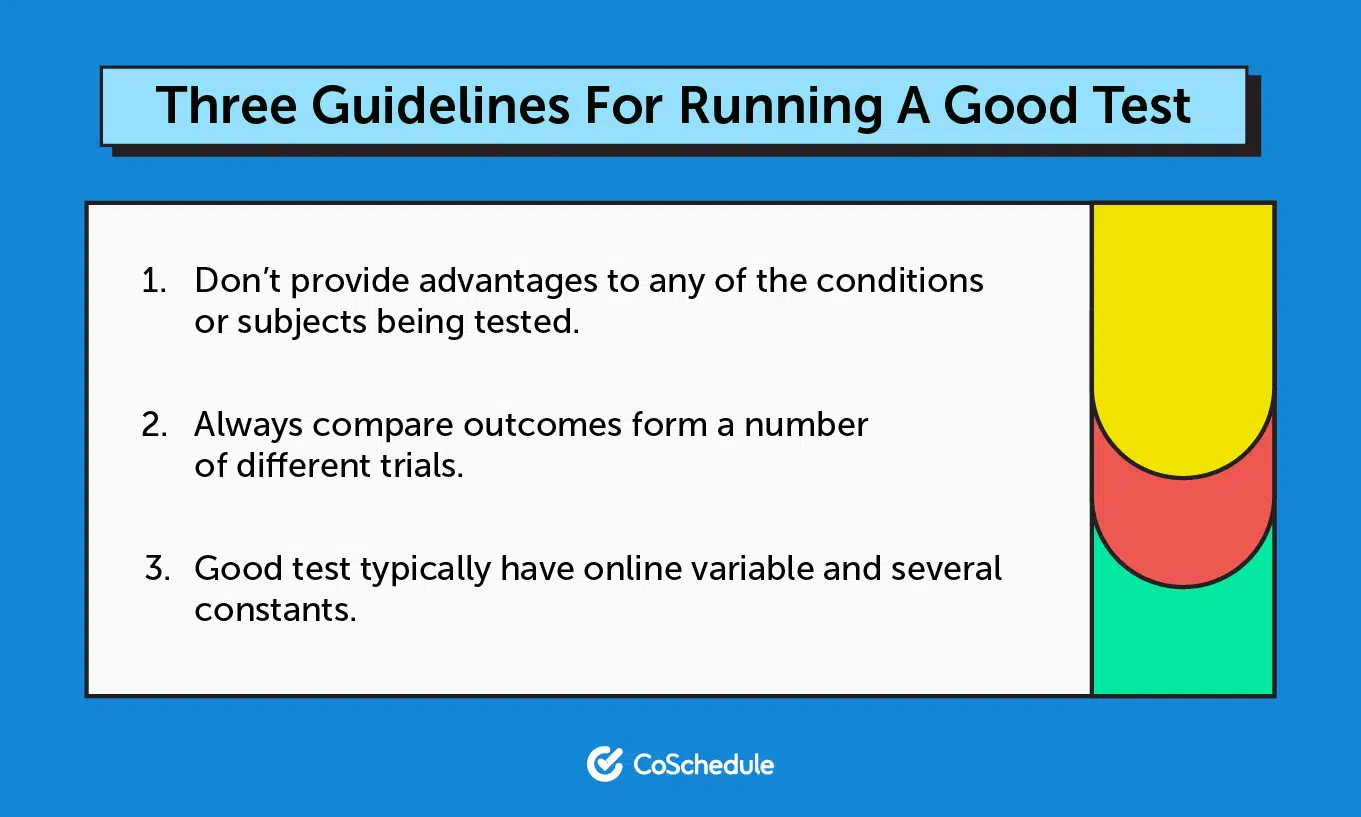 Three Guidelines For Running A Good Test
1. Don’t provide advantages to any of the conditions
or subjects being tested.
2. Always compare outcomes form a number
of different trials.
3. Good test typically have online variable and several
constants.
CoSchedule